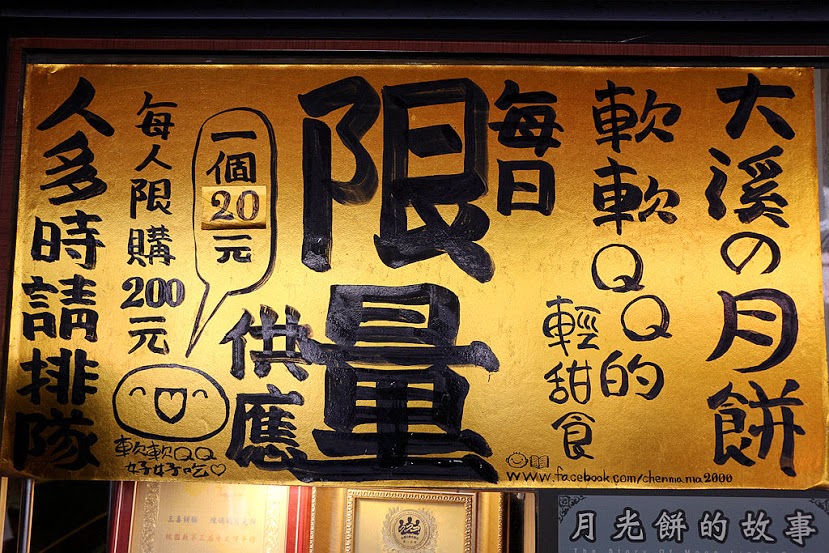 大溪の月餅
軟軟QQ的
輕甜食
每日
限量
供應
一個
20
元
每人限購200元
人多時請排隊
軟軟QQ
好好吃♡
www.facebook.com/chenmama2000
月光餅的故事